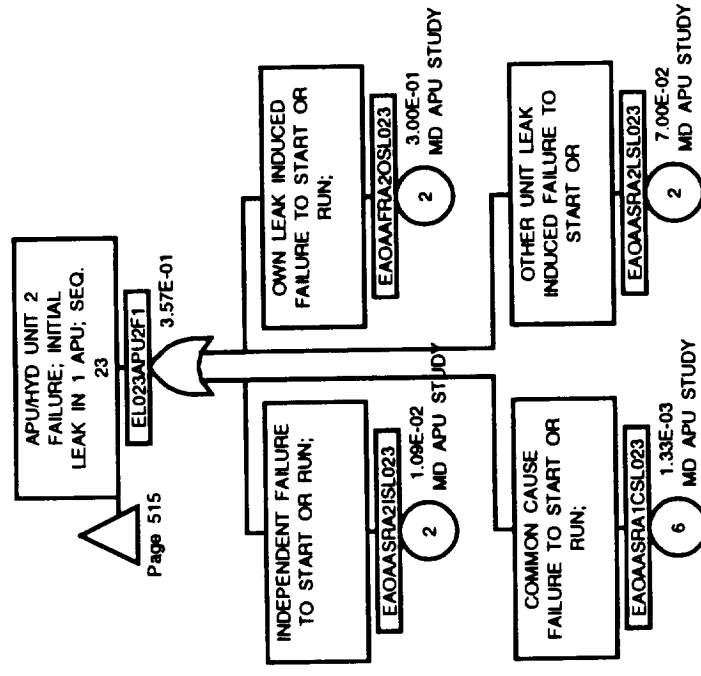 APU/HYD UNIT 2
FAILURE; INITIAL
LEAK IN 1 APU; SEQ.
23
EL023APU2F1
3.57E-01
Page 515
INDEPENDENT FAILURE
TO START OR RUN;
EAOAASRA2ISL023
2
1.09E-02
MD APU STUDY
OWN LEAK INDUCED
FAILURE TO START OR
RUN;
EAOAAFRA2OSL023
2
3.00E-01
MD APU STUDY
COMMON CAUSE
FAILURE TO START OR
RUN;
EAOAASRA1CSL023
6
1.33E-03
MD APU STUDY
OTHER UNIT LEAK
INDUCED FAILURE TO
START OR
EAOAASRA2LSL023
2
7.00E-02
MD APU STUDY